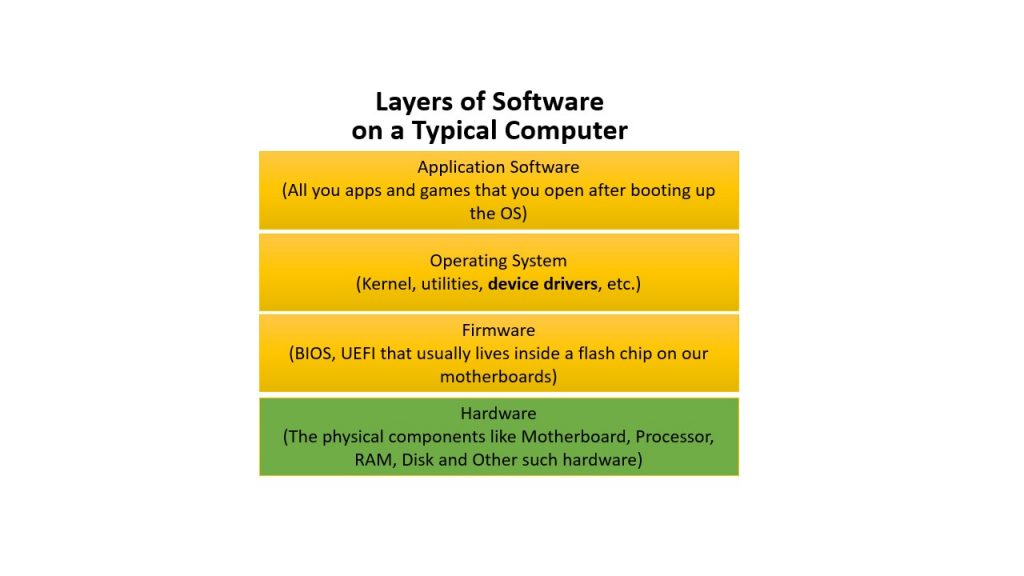 Layers of Software
on a Typical Computer
Application Software
(All you apps and games that you open after booting up
the OS)
Operating System
(Kernel, utilities, device drivers, etc.)
Firmware
(BIOS, UEFI that usually lives inside a flash chip on our
motherboards)
Hardware
(The physical components like Motherboard, Processor,
RAM, Disk and Other such hardware)